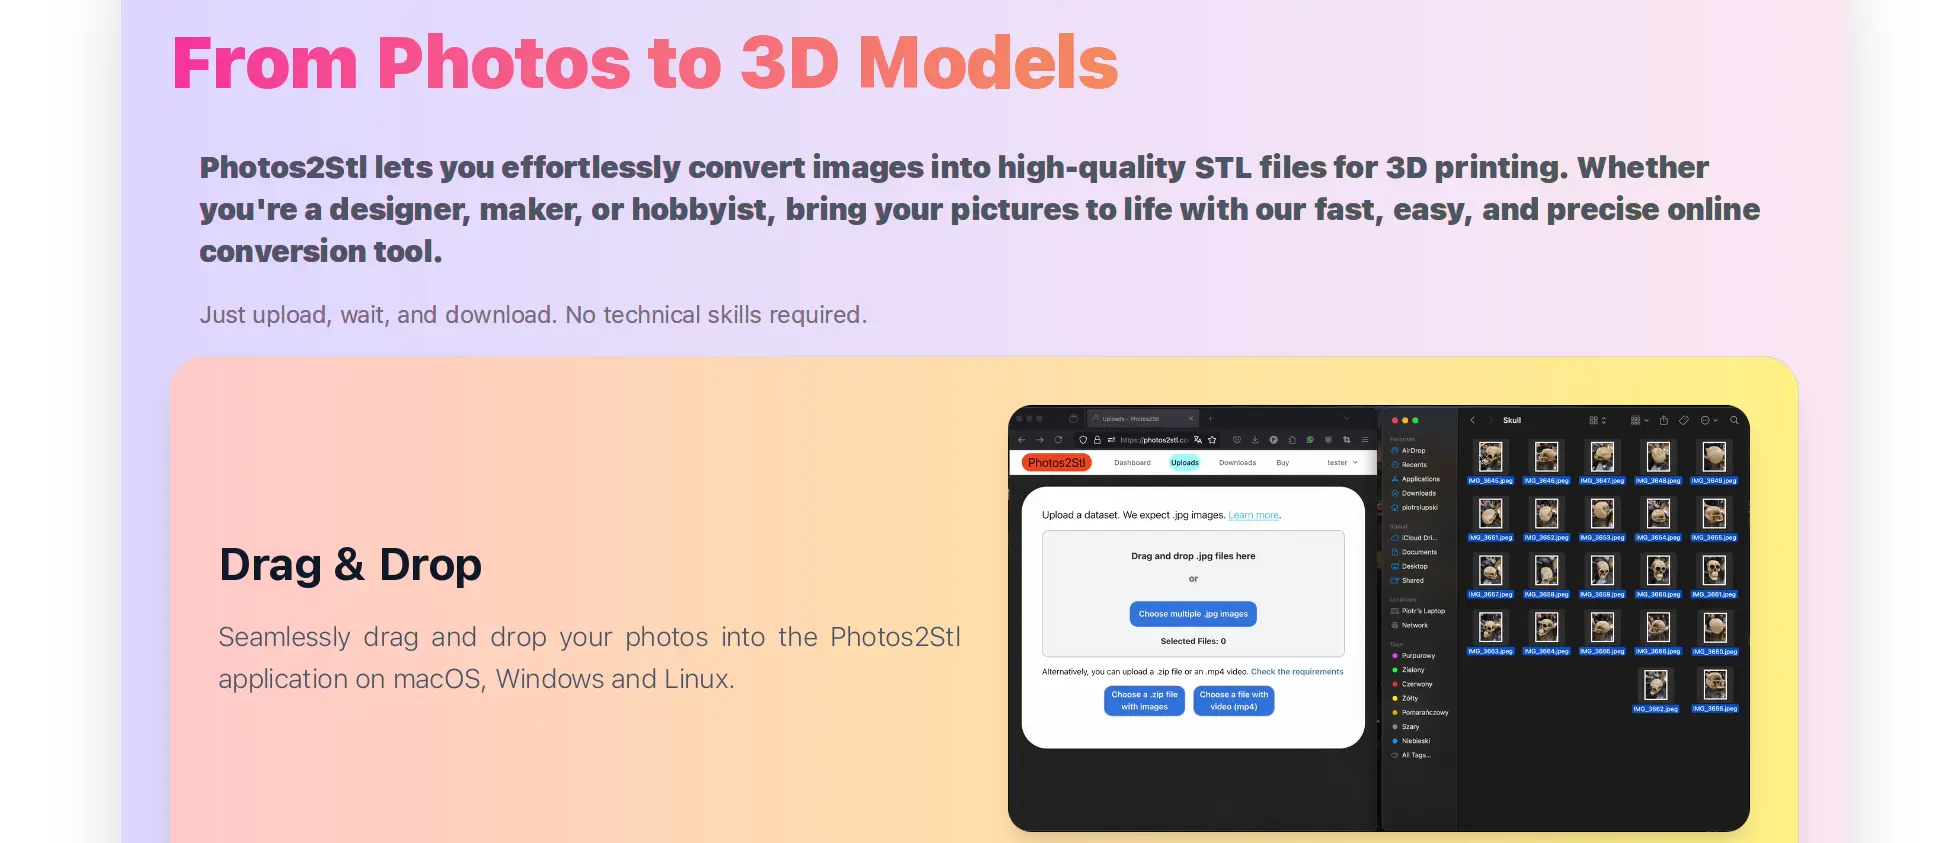 From Photos to 3D Models
Photos2Stl lets you effortlessly convert images into high-quality STL files for 3D printing. Whether
you're a designer, maker, or hobbyist, bring your pictures to life with our fast, easy, and precise online
conversion tool.
Just upload, wait, and download. No technical skills required.
Drag & Drop
Seamlessly drag and drop your photos into the Photos2Stl
application on macOS, Windows and Linux.
Uploads - Photos2Stl
https://photos2stl.co
Photos2Stl
Dashboard
Uploads
Downloads
Buy
tester
Upload a dataset. We expect .jpg images. Learn more.
Drag and drop .jpg files here
or
Choose multiple .jpg images
Selected Files: 0
Alternatively, you can upload a .zip file or an .mp4 video. Check the requirements
Choose a .zip file
with images
Choose a file with
video (mp4)
Favorites
AirDrop
Recents
Applications
Downloads
piotrslupski
iCloud
iCloud Dri...
Documents
Desktop
Shared
Locations
Piotr's Laptop
Network
Tags
Purpurowy
Zielony
Czerwony
Żółty
Pomarańczowy
Szary
Niebieski
All Tags...
Skull
IMG_3645.jpeg IMG_3646.jpeg IMG_3647.jpeg IMG_3648.jpeg IMG_3649.jpeg
IMG_3651.jpeg IMG_3652.jpeg IMG_3653.jpeg IMG_3654.jpeg IMG_3655.jpeg
IMG_3657.jpeg IMG_3658.jpeg IMG_3659.jpeg IMG_3660.jpeg IMG_3661.jpeg
IMG_3663.jpeg IMG_3664.jpeg IMG_3665.jpeg IMG_3666.jpeg IMG_3650.jpeg
IMG_3662.jpeg IMG_3656.jpeg